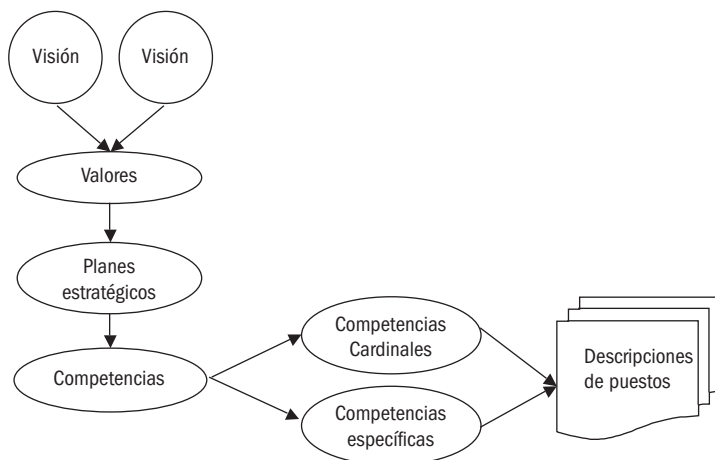 Visión
Visión
Valores
Planes
estratégicos
Competencias
Competencias
Cardinales
Competencias
específicas
Descripciones
de puestos